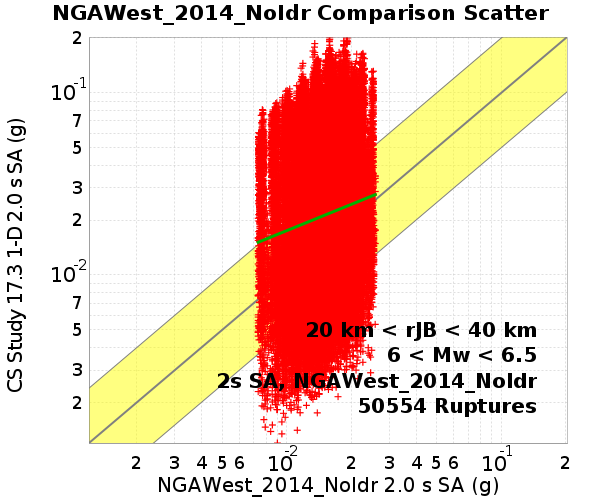 NGAWest_2014_NoIdr Comparison Scatter
CS Study 17.3 1-D 2.0 s SA (g)
2
10-1
7
5
3
2
10-2
7
5
3
2
20 km < rJB < 40 km
6 < Mw < 6.5
2s SA, NGAWest_2014_NoIdr
50554 Ruptures
2 3 4 5 6 10-2 2 3 4 5 6 10-1 2
NGAWest_2014_NoIdr 2.0 s SA (g)